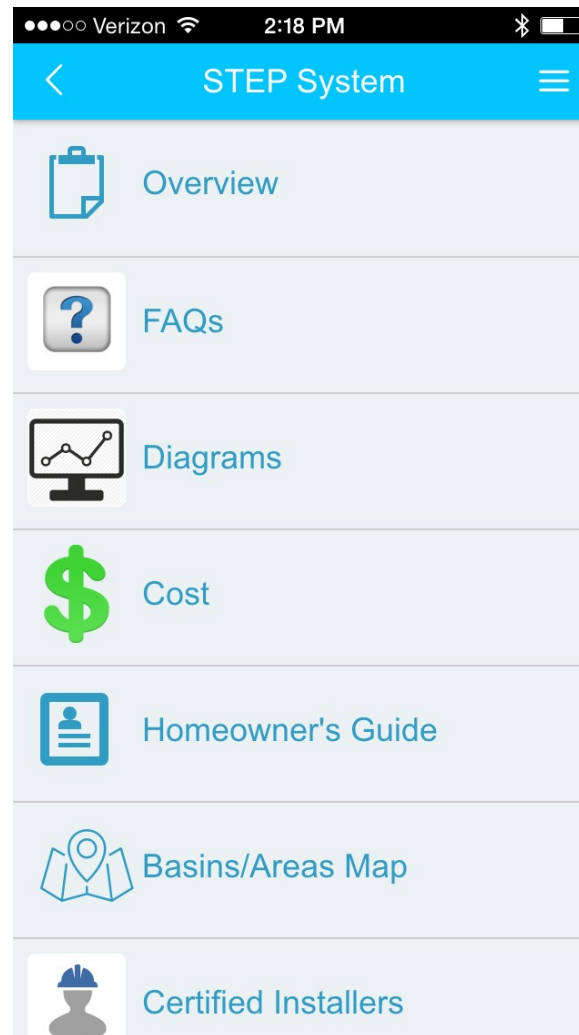 Verizon 2:18 PM
STEP System
Overview
?
FAQs
Diagrams
$
Cost
Homeowner's Guide
Basins/Areas Map
Certified Installers